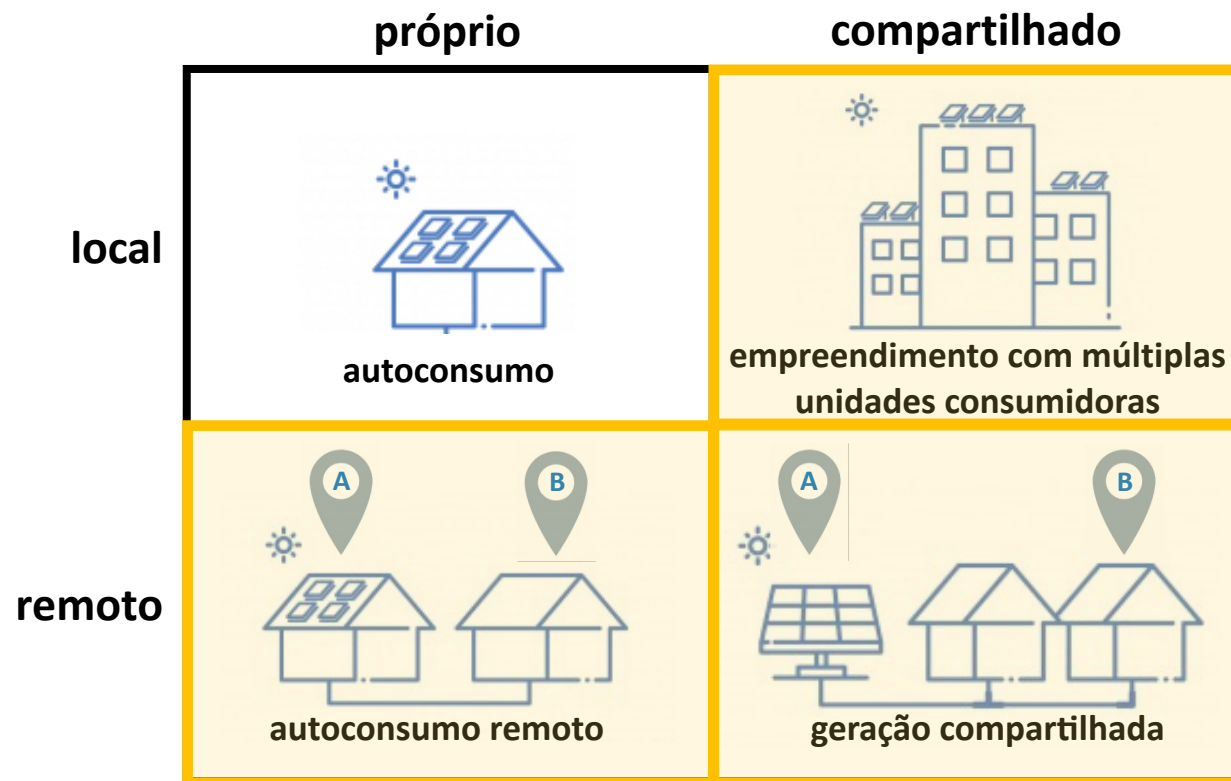 próprio
compartilhado
local
autoconsumo
empreendimento com múltiplas
unidades consumidoras
remoto
A
B
autoconsumo remoto
A
B
geração compartilhada